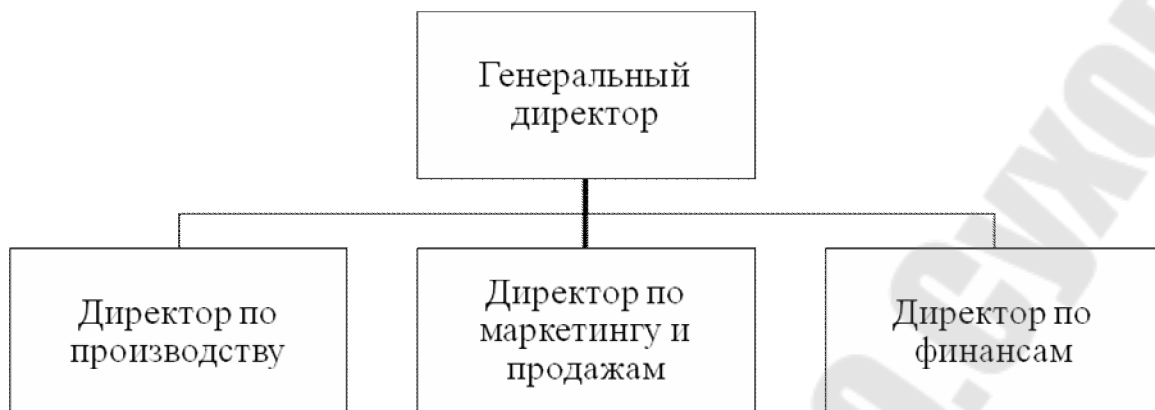 Генеральный
директор
Директор по
производству
Директор по
маркетингу и
продажам
Директор по
финансам